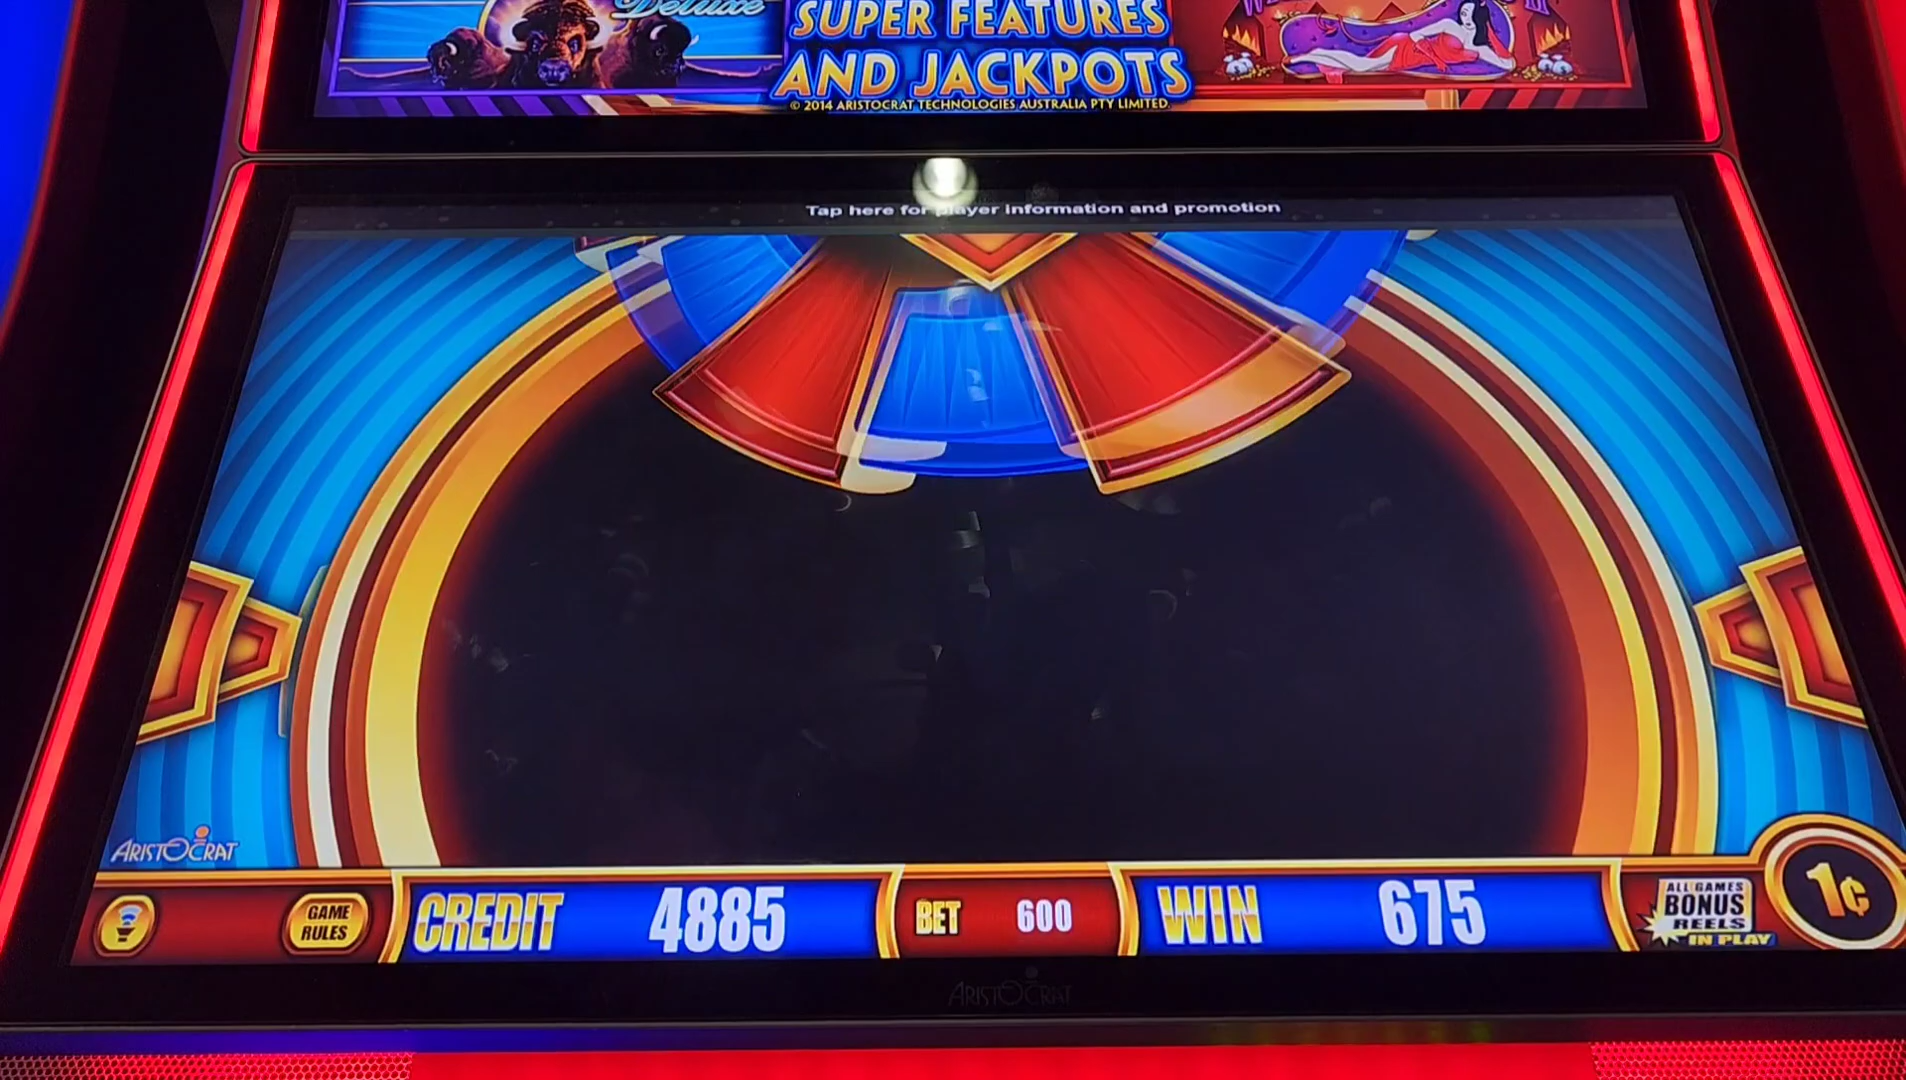 Deluxe
SUPER FEATURES
AND JACKPOTS
© 2014 ARISTOCRAT TECHNOLOGIES AUSTRALIA PTY LIMITED.
Tap here for player information and promotion
ARISTOCRAT
GAME
RULES
CREDIT 4885
BET 600
WIN 675
ALL GAMES
BONUS
REELS
IN PLAY
1¢
ARISTOCRAT